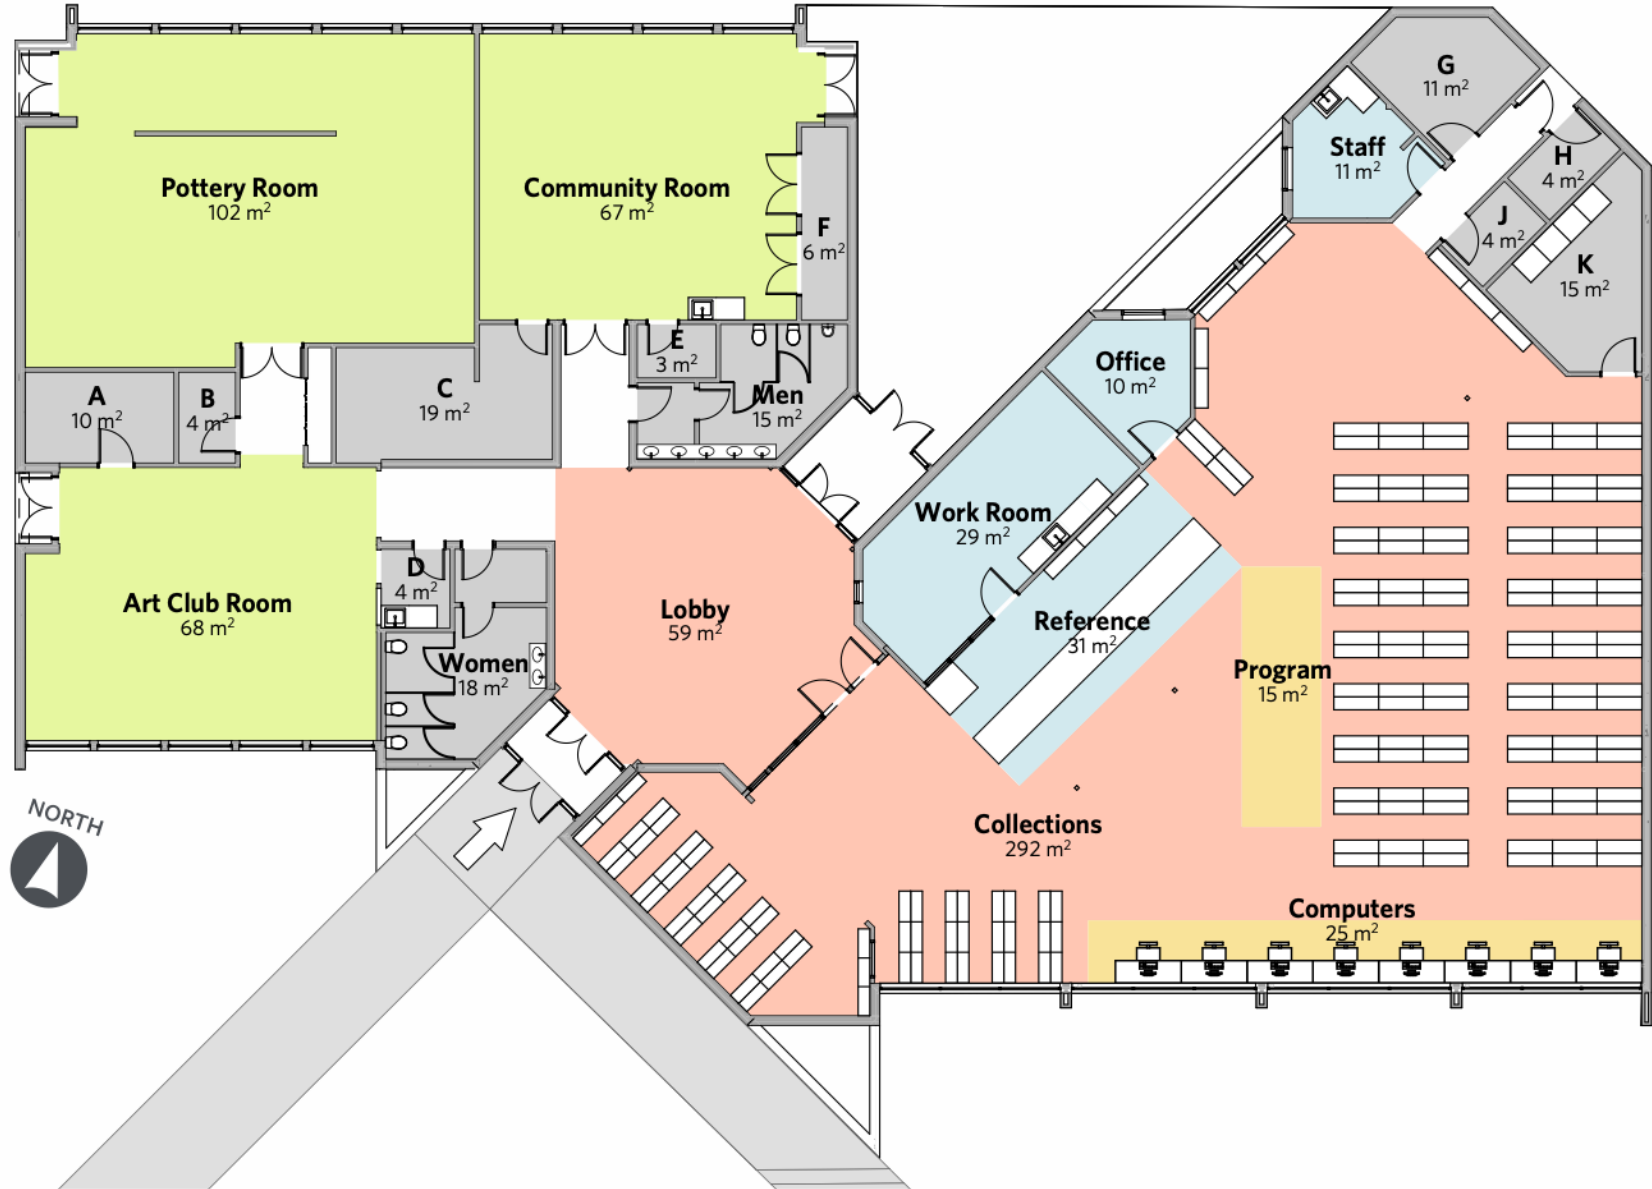 Pottery Room
102 m²
Community Room
67 m²
F
6 m²
G
11 m²
Staff
11 m²
H
4 m²
J
4 m²
K
15 m²
A
10 m²
B
4 m²
C
19 m²
E
3 m²
Men
15 m²
Office
10 m²
Work Room
29 m²
Art Club Room
68 m²
D
4 m²
Women
18 m²
Lobby
59 m²
Reference
31 m²
Program
15 m²
Collections
292 m²
Computers
25 m²
NORTH